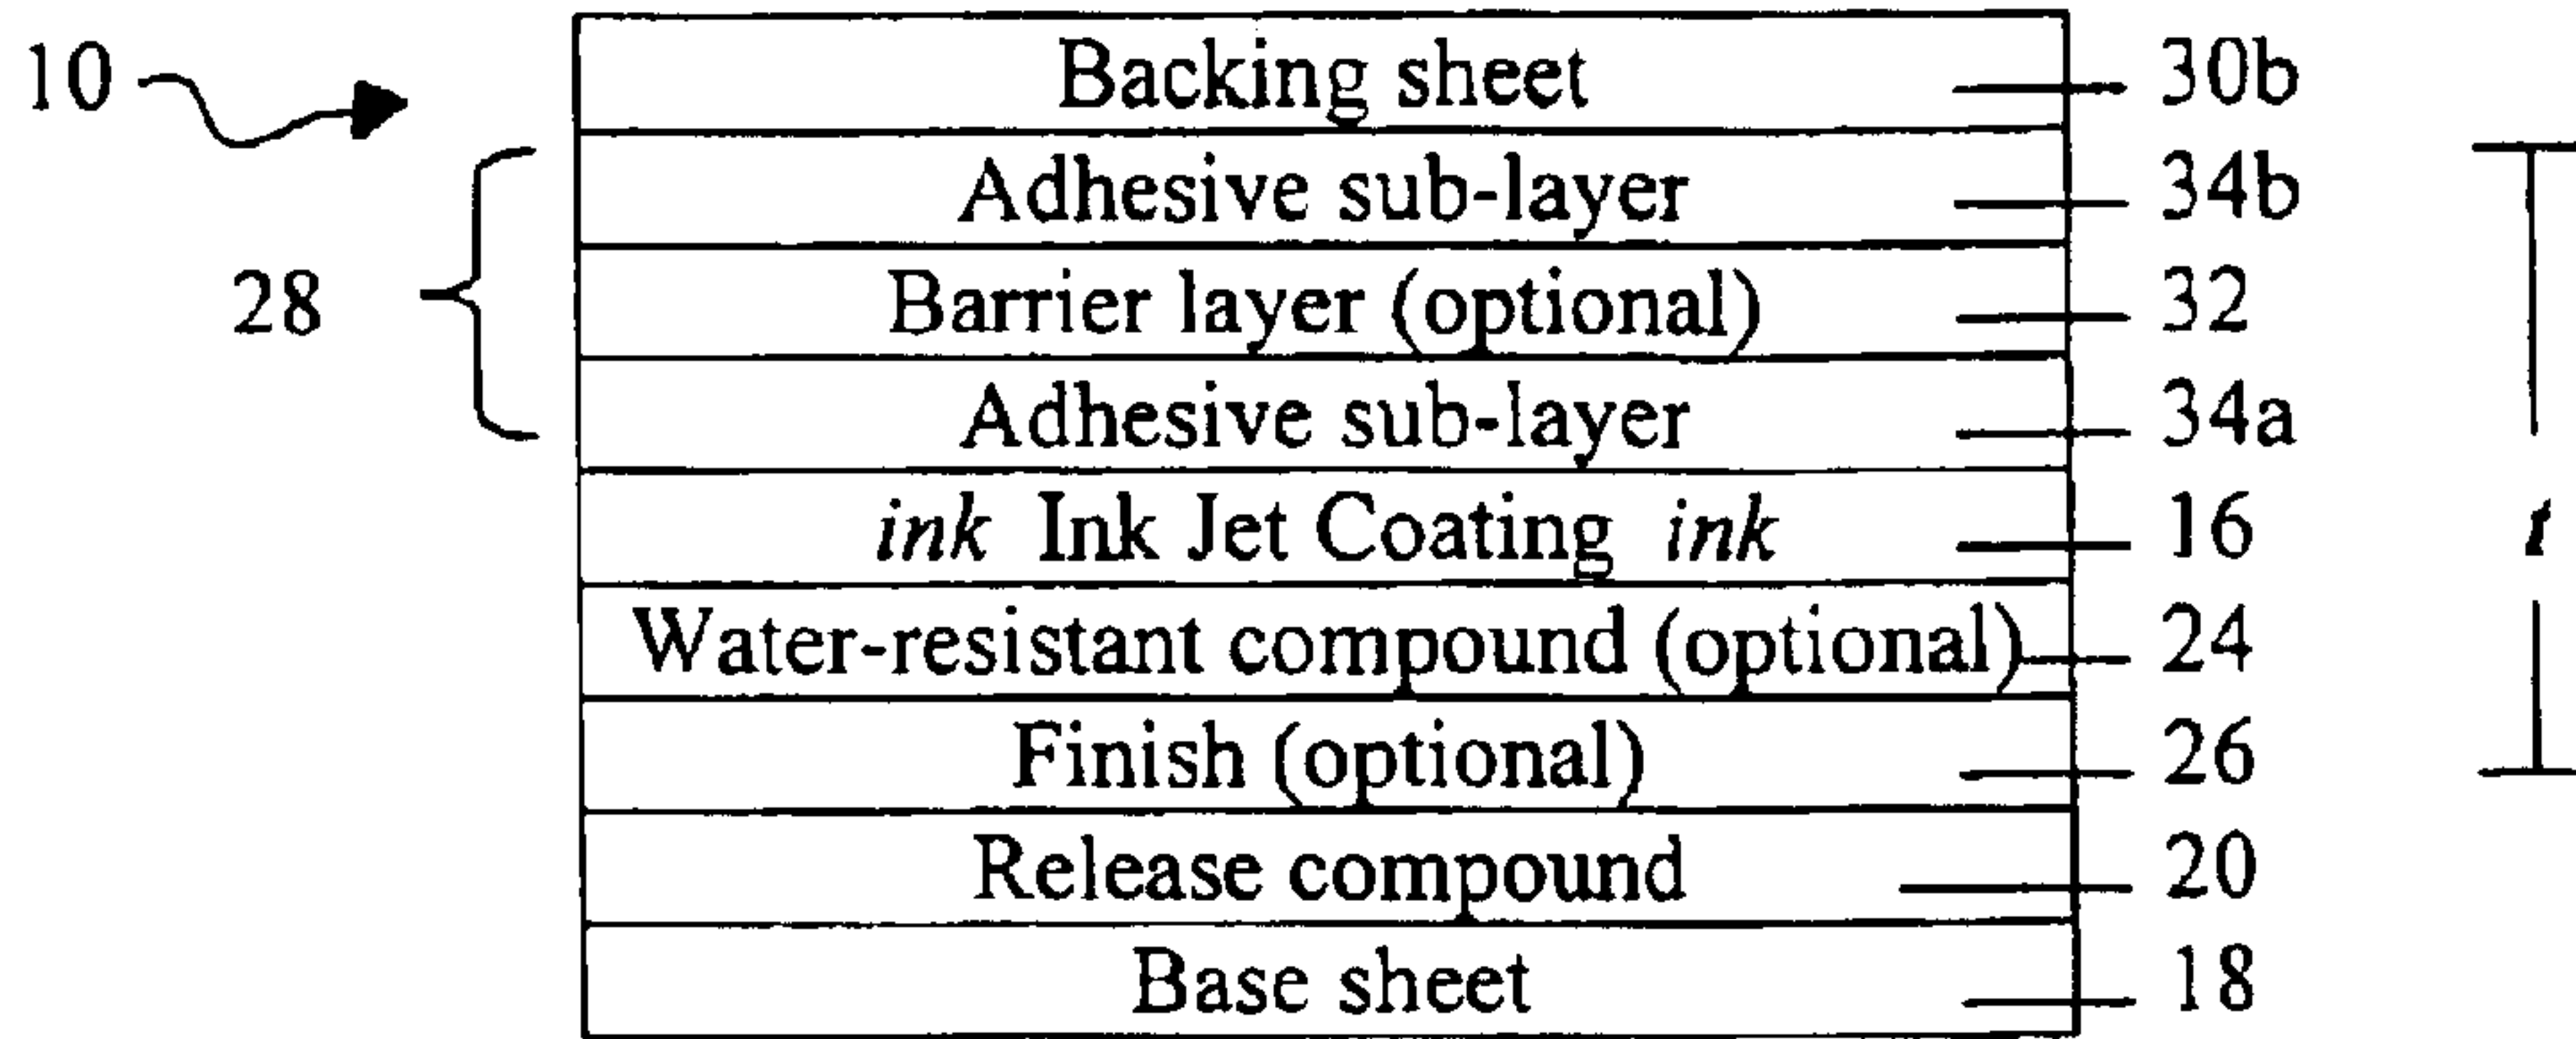 10
Backing sheet 30b
Adhesive sub-layer 34b
28 Barrier layer (optional) 32
Adhesive sub-layer 34a
ink Ink Jet Coating ink 16 t
Water-resistant compound (optional) 24
Finish (optional) 26
Release compound 20
Base sheet 18